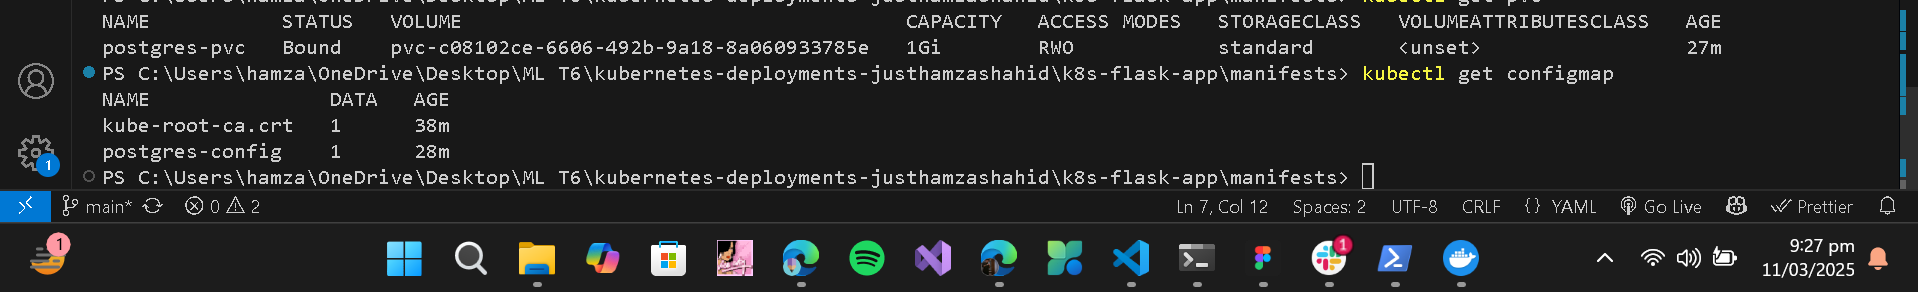 NAME STATUS VOLUME CAPACITY ACCESS MODES STORAGECLASS VOLUMEATTRIBUTESCLASS AGE
postgres-pvc Bound pvc-c08102ce-6606-492b-9a18-8a060933785e 1Gi RWO standard <unset> 27m
PS C:\Users\hamza\OneDrive\Desktop\ML T6\kubernetes-deployments-justhamzashahid\k8s-flask-app\manifests> kubectl get configmap
NAME DATA AGE
kube-root-ca.crt 1 38m
postgres-config 1 28m
PS C:\Users\hamza\OneDrive\Desktop\ML T6\kubernetes-deployments-justhamzashahid\k8s-flask-app\manifests>
1
main* 0 2 Ln 7, Col 12 Spaces: 2 UTF-8 CRLF {} YAML Go Live Prettier
1
1
9:27 pm
11/03/2025